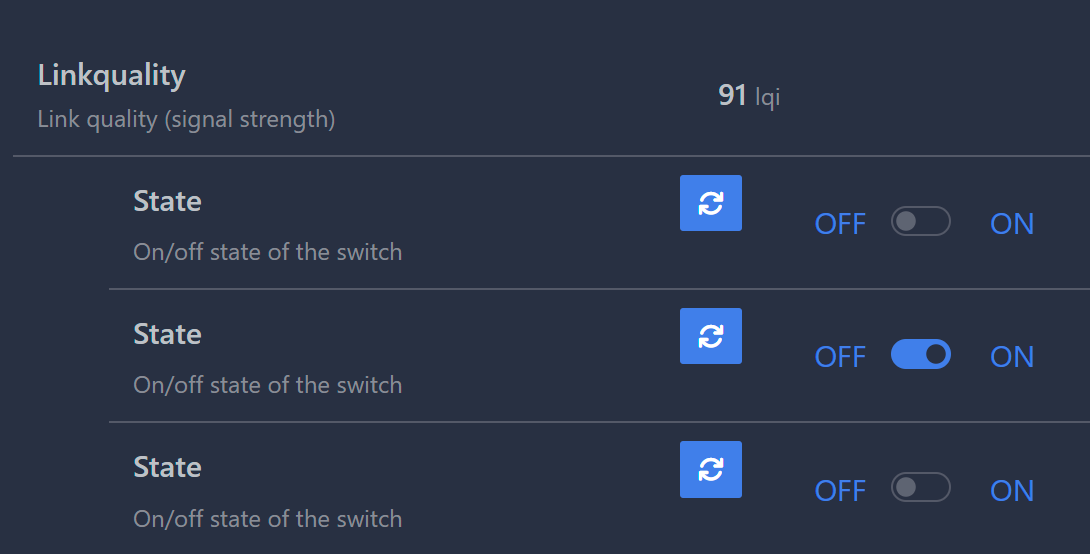 Linkquality
Link quality (signal strength)
91 lqi
State
On/off state of the switch
OFF ON
State
On/off state of the switch
OFF ON
State
On/off state of the switch
OFF ON